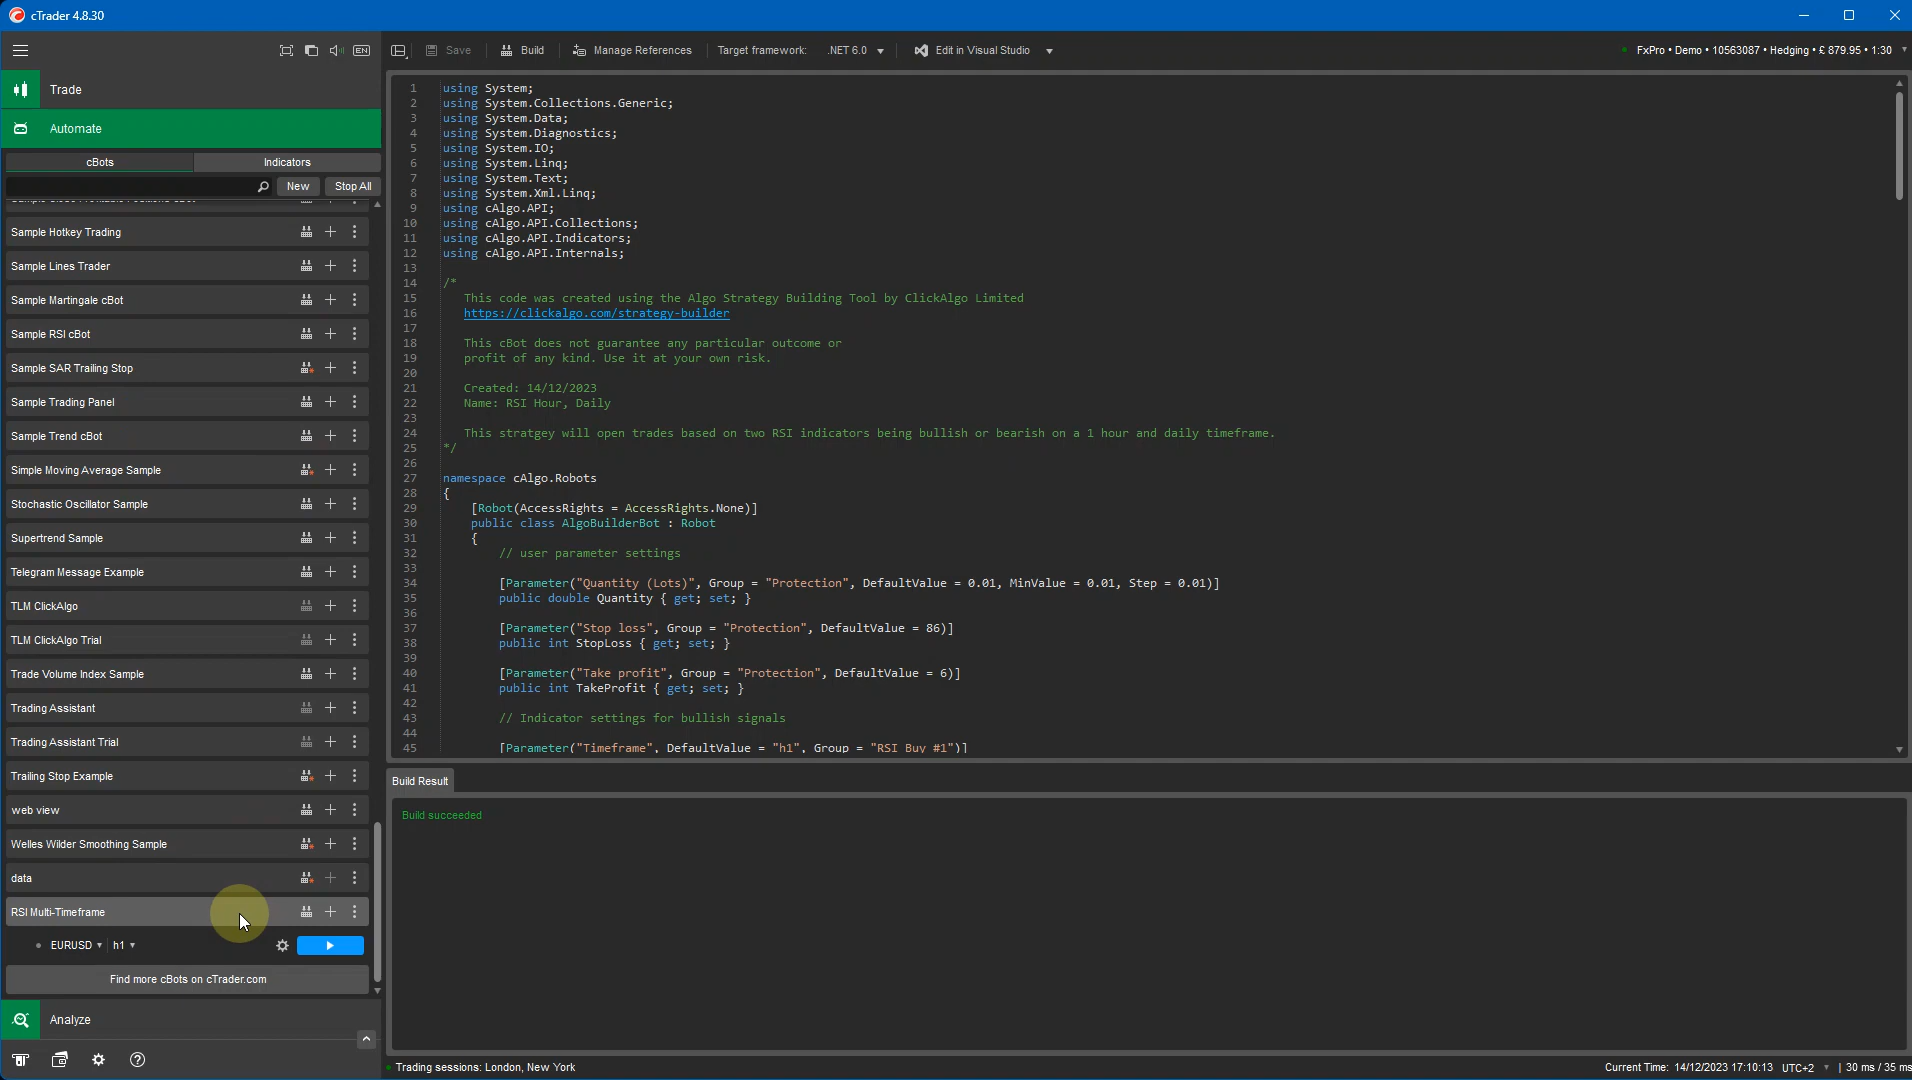 cTrader 4.8.30
EN
Save
Build
Manage References
Target framework:
.NET 6.0
Edit in Visual Studio
FxPro • Demo • 10563087 • Hedging • £ 879.95 • 1:30
Trade
Automate
cBots
Indicators
New
Stop All
Sample Hotkey Trading
Sample Lines Trader
Sample Martingale cBot
Sample RSI cBot
Sample SAR Trailing Stop
Sample Trading Panel
Sample Trend cBot
Simple Moving Average Sample
Stochastic Oscillator Sample
Supertrend Sample
Telegram Message Example
TLM ClickAlgo
TLM ClickAlgo Trial
Trade Volume Index Sample
Trading Assistant
Trading Assistant Trial
Trailing Stop Example
web view
Welles Wilder Smoothing Sample
data
RSI Multi-Timeframe
EURUSD
h1
Find more cBots on cTrader.com
Analyze
1 using System;
2 using System.Collections.Generic;
3 using System.Data;
4 using System.Diagnostics;
5 using System.IO;
6 using System.Linq;
7 using System.Text;
8 using System.Xml.Linq;
9 using cAlgo.API;
10 using cAlgo.API.Collections;
11 using cAlgo.API.Indicators;
12 using cAlgo.API.Internals;
13
14 /*
15 This code was created using the Algo Strategy Building Tool by ClickAlgo Limited
16 https://clickalgo.com/strategy-builder
17
18 This cBot does not guarantee any particular outcome or
19 profit of any kind. Use it at your own risk.
20
21 Created: 14/12/2023
22 Name: RSI Hour, Daily
23
24 This stratgey will open trades based on two RSI indicators being bullish or bearish on a 1 hour and daily timeframe.
25 */
26
27 namespace cAlgo.Robots
28 {
29 [Robot(AccessRights = AccessRights.None)]
30 public class AlgoBuilderBot : Robot
31 {
32 // user parameter settings
33
34 [Parameter("Quantity (Lots)", Group = "Protection", DefaultValue = 0.01, MinValue = 0.01, Step = 0.01)]
35 public double Quantity { get; set; }
36
37 [Parameter("Stop loss", Group = "Protection", DefaultValue = 86)]
38 public int StopLoss { get; set; }
39
40 [Parameter("Take profit", Group = "Protection", DefaultValue = 6)]
41 public int TakeProfit { get; set; }
42
43 // Indicator settings for bullish signals
44
45 [Parameter("Timeframe", DefaultValue = "h1", Group = "RSI Buy #1")]
Build Result
Build succeeded
Trading sessions: London, New York
Current Time: 14/12/2023 17:10:13 UTC+2 | 30 ms / 35 ms